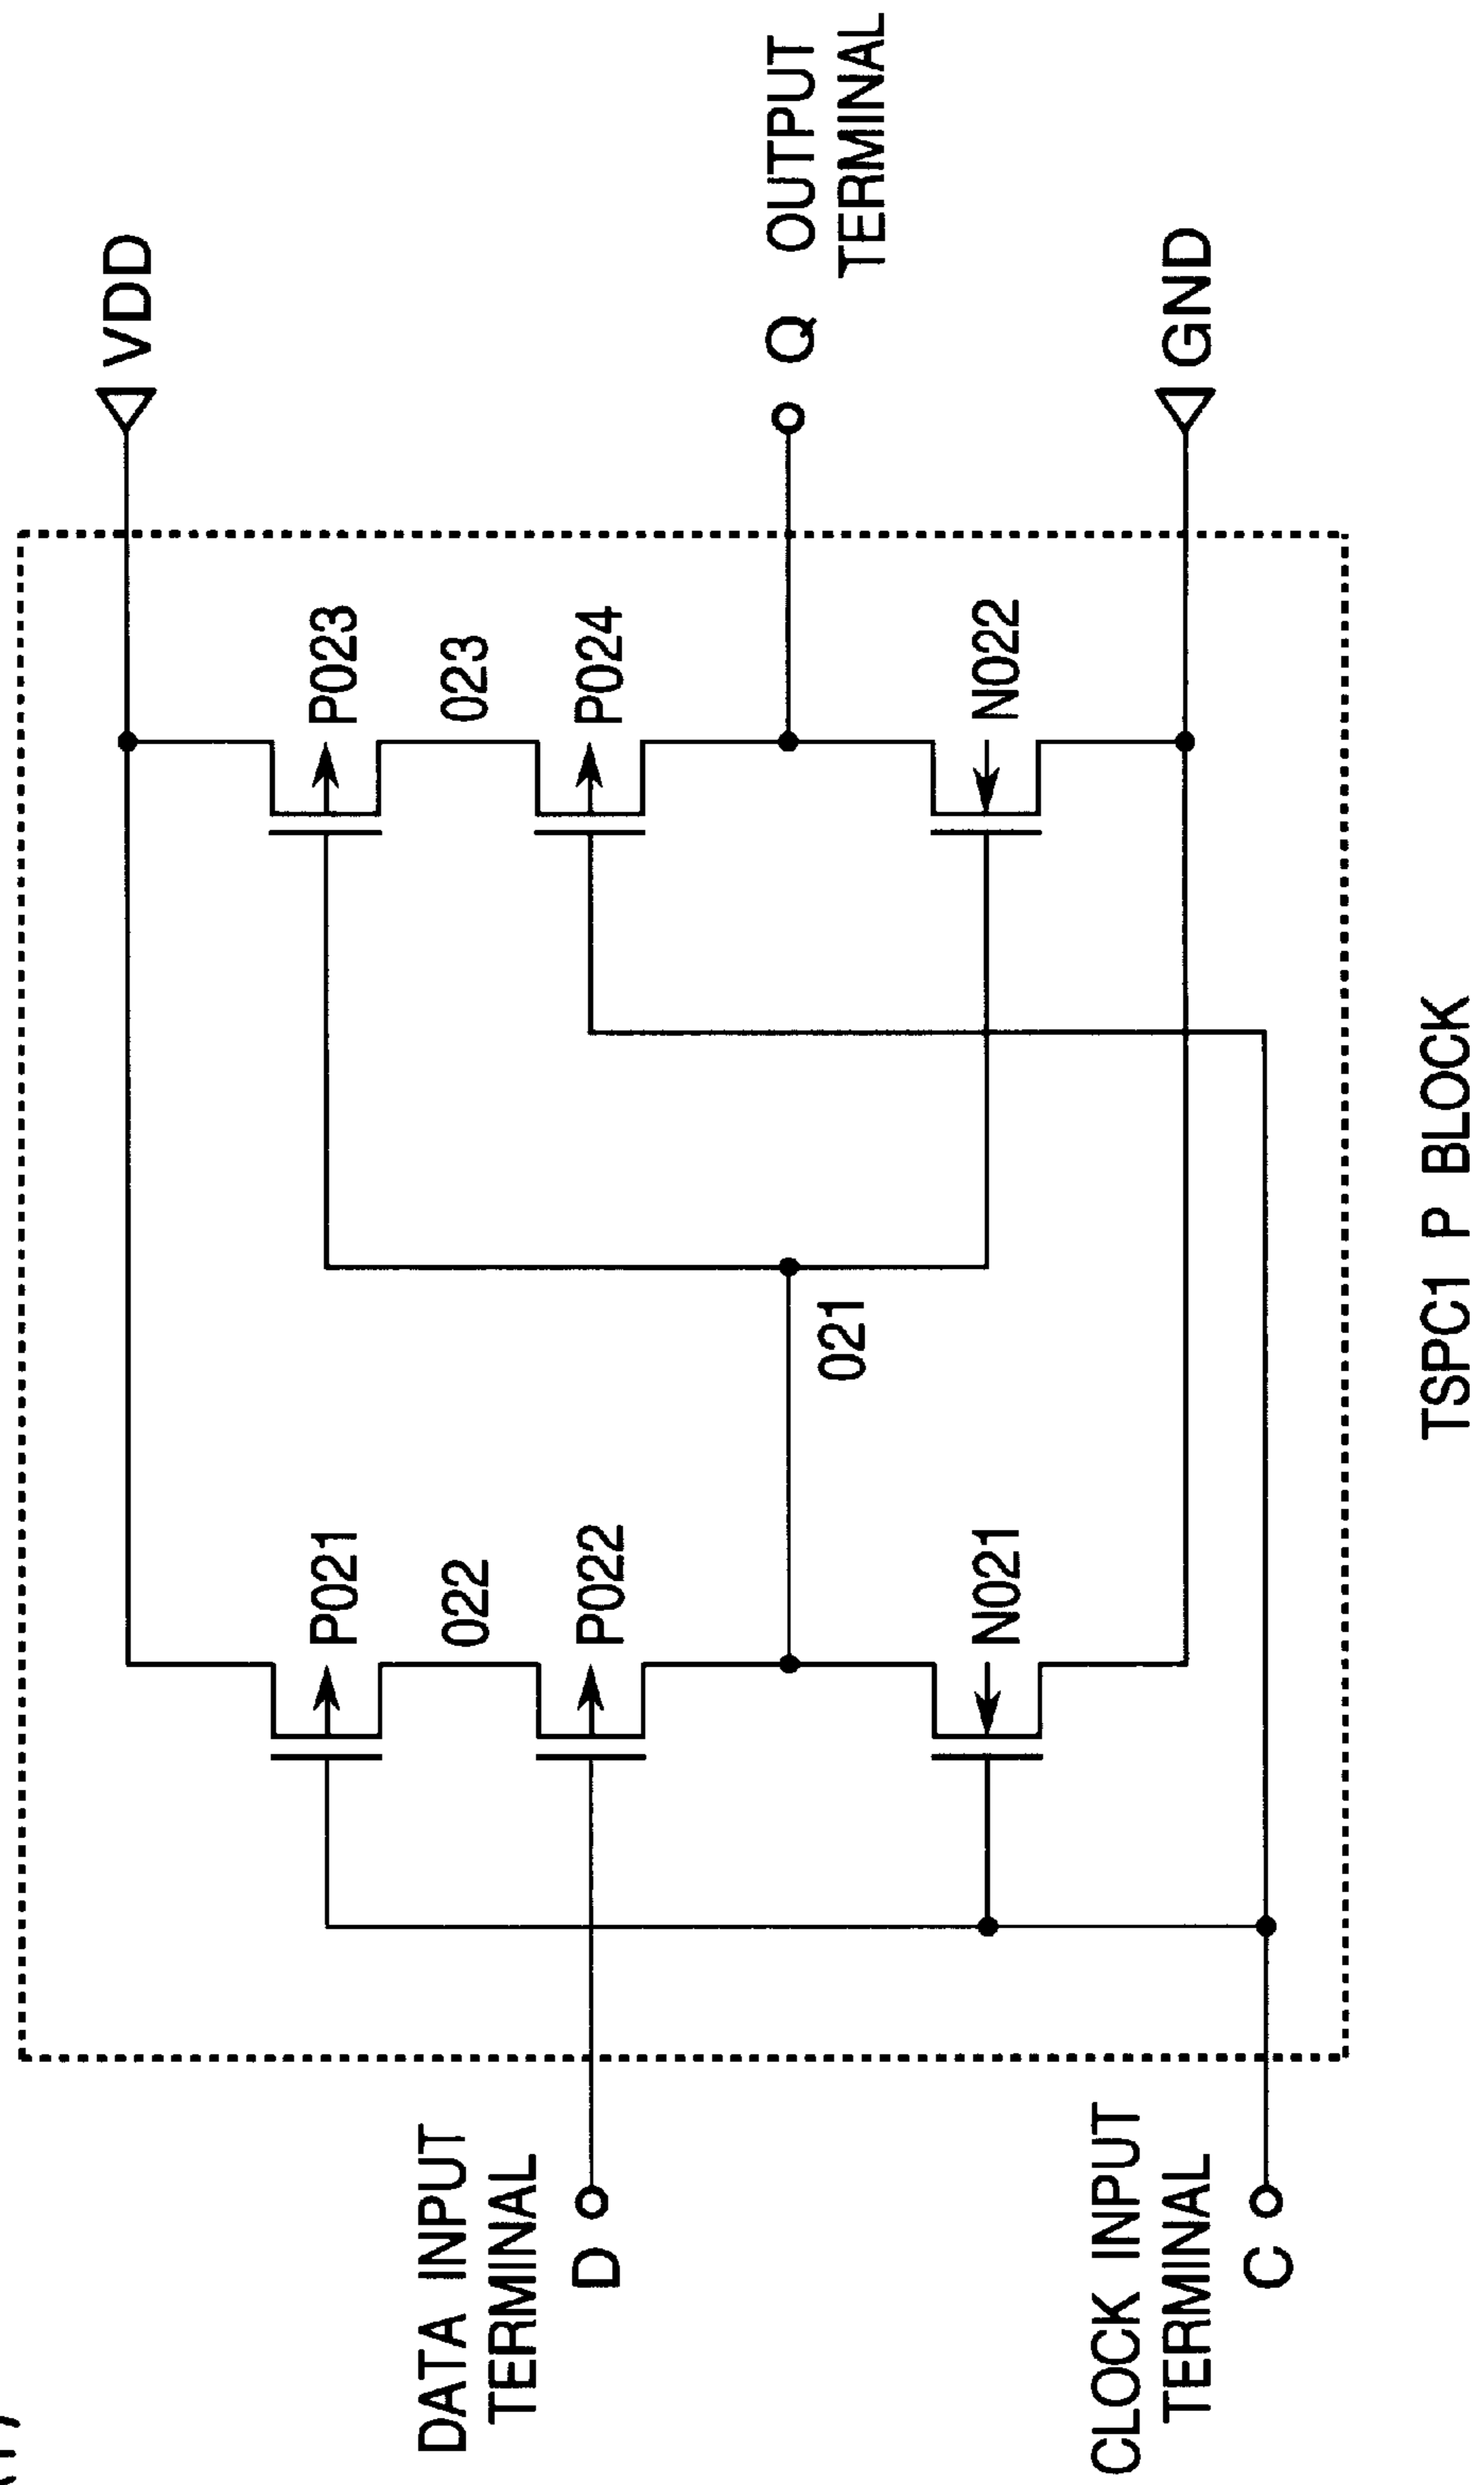 VDD
P021
P023
022
023
DATA INPUT
TERMINAL
D
P022
P024
021
Q OUTPUT
TERMINAL
N021
N022
CLOCK INPUT
TERMINAL
C
GND
TSPC1 P BLOCK